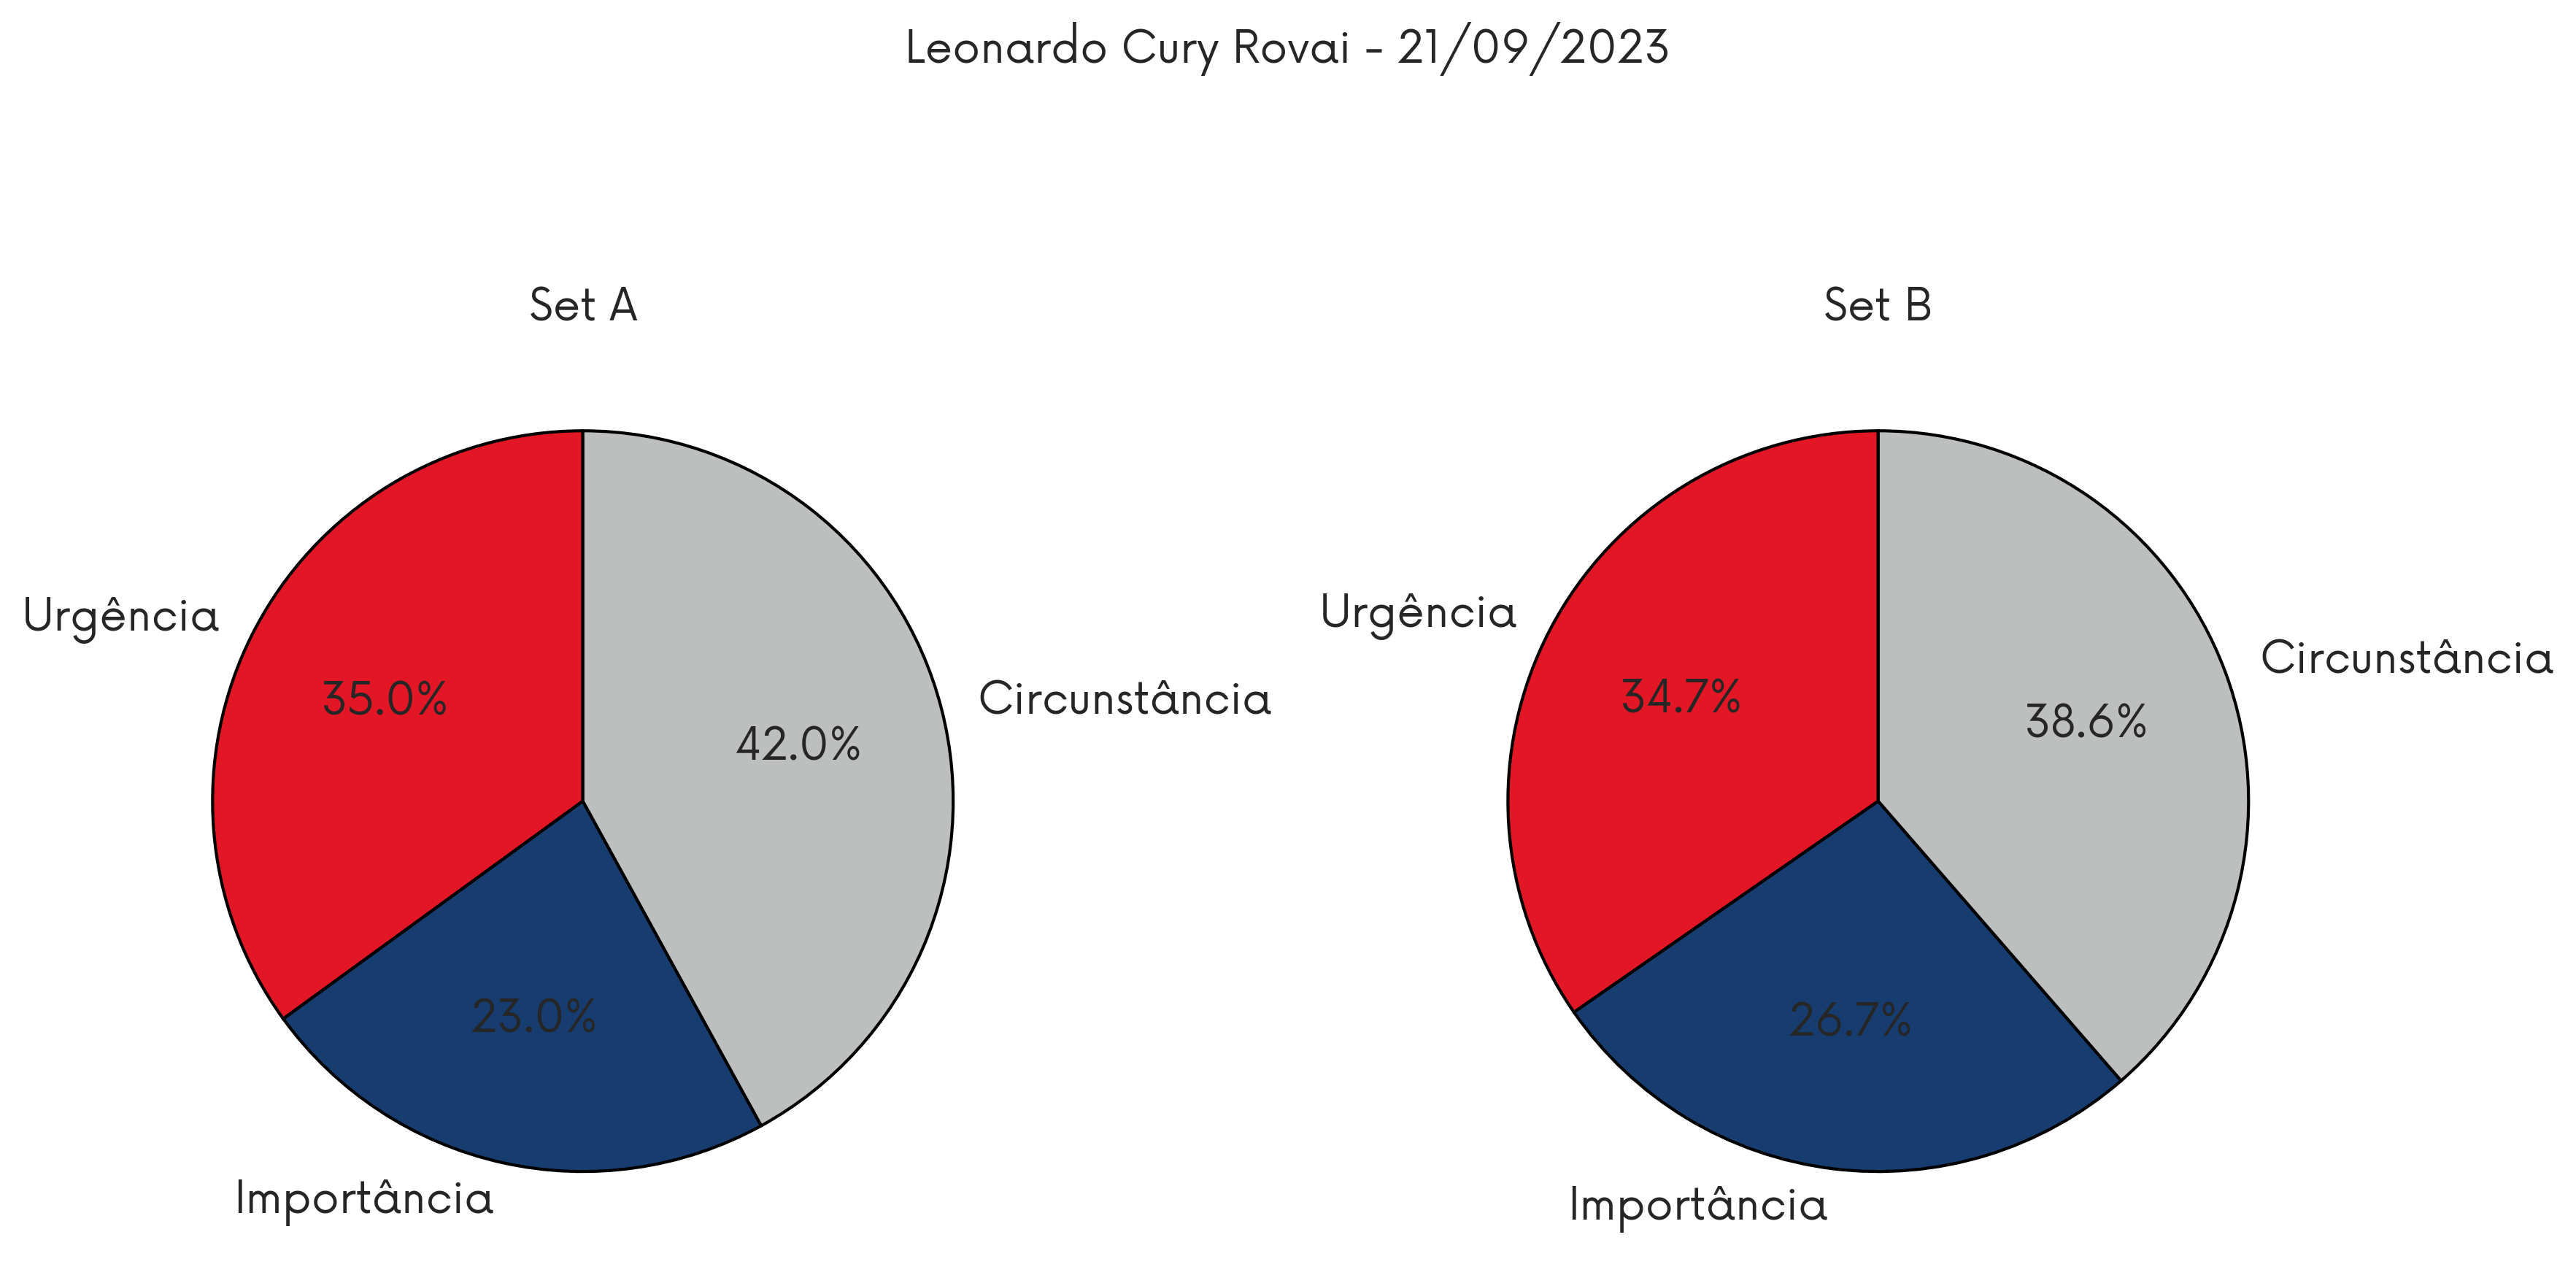 Leonardo Cury Rovai - 21/09/2023
Set A
Urgência
35.0%
42.0%
Circunstância
23.0%
Importância
Set B
Urgência
34.7%
38.6%
Circunstância
26.7%
Importância